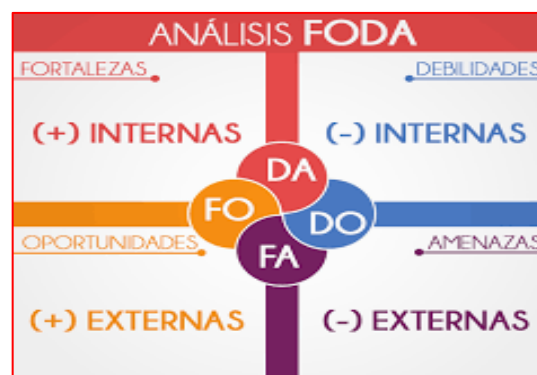 ANÁLISIS FODA
FORTALEZAS
DEBILIDADES
(+) INTERNAS
(-) INTERNAS
DA
FO
DO
FA
OPORTUNIDADES
AMENAZAS
(+) EXTERNAS
(-) EXTERNAS